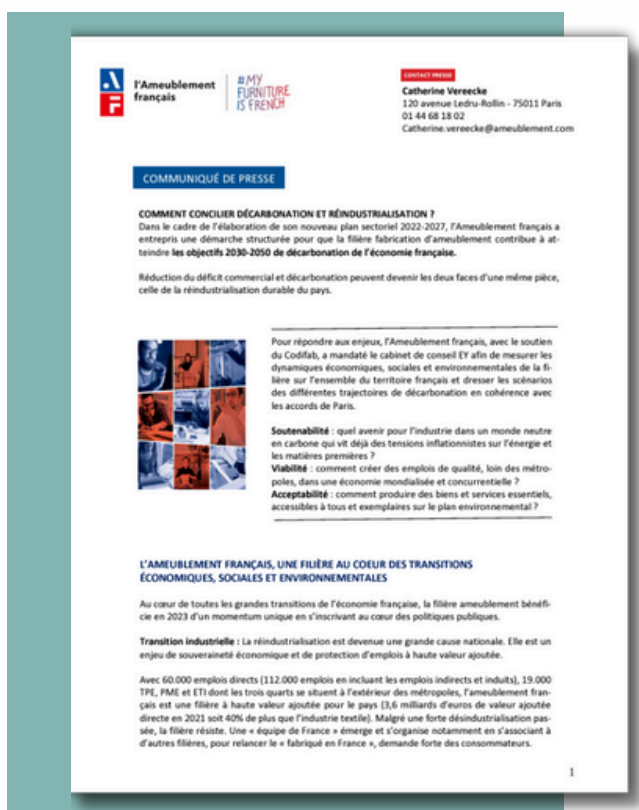 l'Ameublement
français
#MY
FURNITURE
IS FRENCH
CONTACT PRESSE
Catherine Vereecke
120 avenue Ledru-Rollin - 75011 Paris
01 44 68 18 02
Catherine.vereecke@ameublement.com
COMMUNIQUÉ DE PRESSE
COMMENT CONCILIER DÉCARBONATION ET RÉINDUSTRIALISATION ?
Dans le cadre de l'élaboration de son nouveau plan sectoriel 2022-2027, l'Ameublement français a
entrepris une démarche structurée pour que la filière fabrication d'ameublement contribue à at-
teindre les objectifs 2030-2050 de décarbonation de l'économie française.
Réduction du déficit commercial et décarbonation peuvent devenir les deux faces d'une même pièce,
celle de la réindustrialisation durable du pays.
Pour répondre aux enjeux, l'Ameublement français, avec le soutien
du Codifab, a mandaté le cabinet de conseil EY afin de mesurer les
dynamiques économiques, sociales et environnementales de la fi-
lière sur l'ensemble du territoire français et dresser les scénarios
des différentes trajectoires de décarbonation en cohérence avec
les accords de Paris.
Soutenabilité : quel avenir pour l'industrie dans un monde neutre
en carbone qui vit déjà des tensions inflationnistes sur l'énergie et
les matières premières ?
Viabilité : comment créer des emplois de qualité, loin des métro-
poles, dans une économie mondialisée et concurrentielle ?
Acceptabilité : comment produire des biens et services essentiels,
accessibles à tous et exemplaires sur le plan environnemental ?
L'AMEUBLEMENT FRANÇAIS, UNE FILIÈRE AU COEUR DES TRANSITIONS
ÉCONOMIQUES, SOCIALES ET ENVIRONNEMENTALES
Au cœur de toutes les grandes transitions de l'économie française, la filière ameublement bénéfi-
cie en 2023 d'un momentum unique en s'inscrivant au cœur des politiques publiques.
Transition industrielle : La réindustrialisation est devenue une grande cause nationale. Elle est un
enjeu de souveraineté économique et de protection d'emplois à haute valeur ajoutée.
Avec 60.000 emplois directs (112.000 emplois en incluant les emplois indirects et induits), 19.000
TPE, PME et ETI dont les trois quarts se situent à l'extérieur des métropoles, l'ameublement fran-
çais est une filière à haute valeur ajoutée pour le pays (3,6 milliards d'euros de valeur ajoutée
directe en 2021 soit 40% de plus que l'industrie textile). Malgré une forte désindustrialisation pas-
sée, la filière résiste. Une « équipe de France » émerge et s'organise notamment en s'associant à
d'autres filières, pour relancer le « fabriqué en France », demande forte des consommateurs.
1